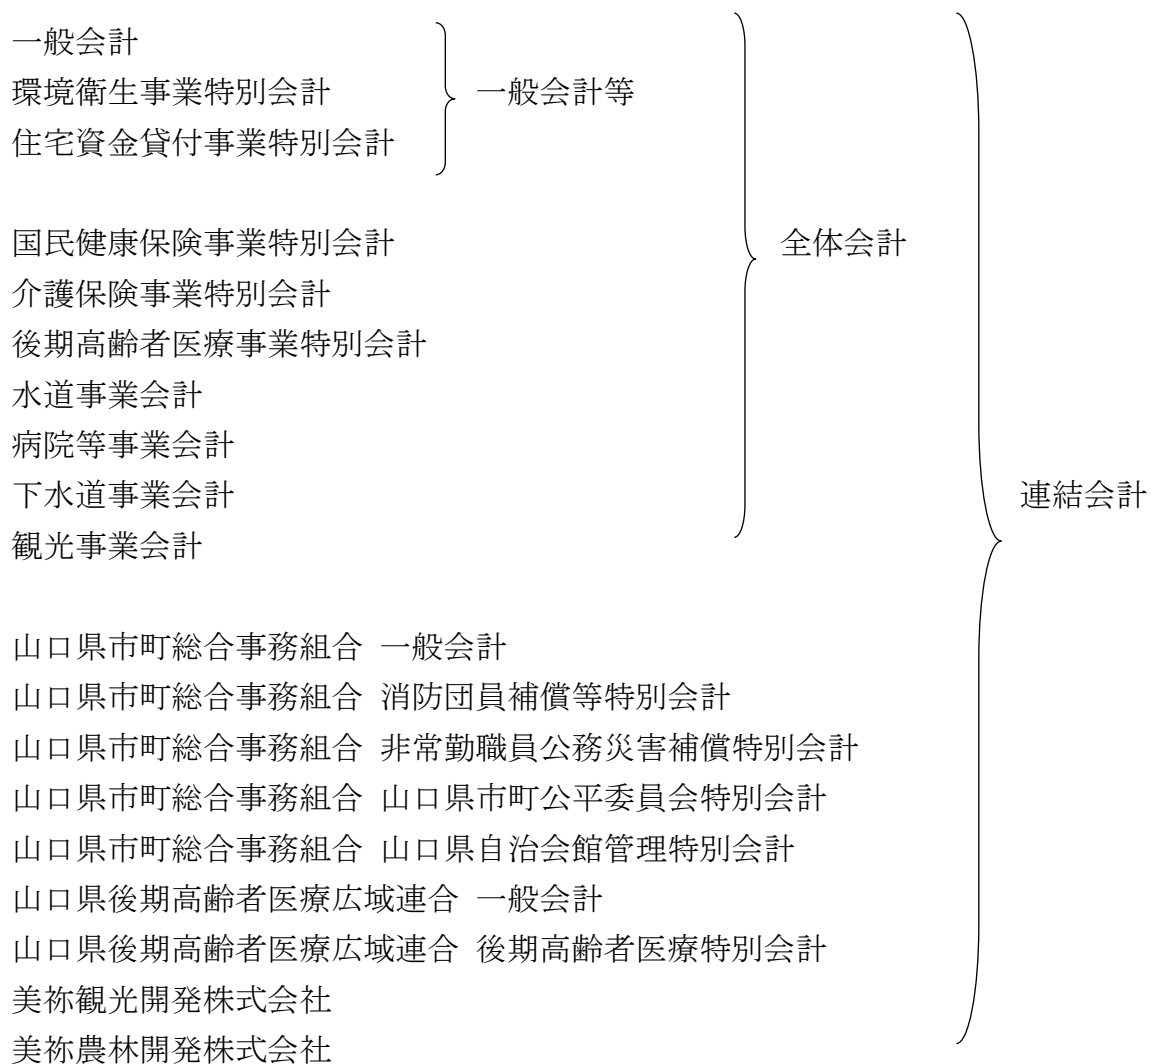 一般会計
環境衛生事業特別会計 一般会計等
住宅資金貸付事業特別会計
国民健康保険事業特別会計 全体会計
介護保険事業特別会計
後期高齢者医療事業特別会計
水道事業会計
病院等事業会計
下水道事業会計 連結会計
観光事業会計
山口県市町総合事務組合 一般会計
山口県市町総合事務組合 消防団員補償等特別会計
山口県市町総合事務組合 非常勤職員公務災害補償特別会計
山口県市町総合事務組合 山口県市町公平委員会特別会計
山口県市町総合事務組合 山口県自治会館管理特別会計
山口県後期高齢者医療広域連合 一般会計
山口県後期高齢者医療広域連合 後期高齢者医療特別会計
美祢観光開発株式会社
美祢農林開発株式会社